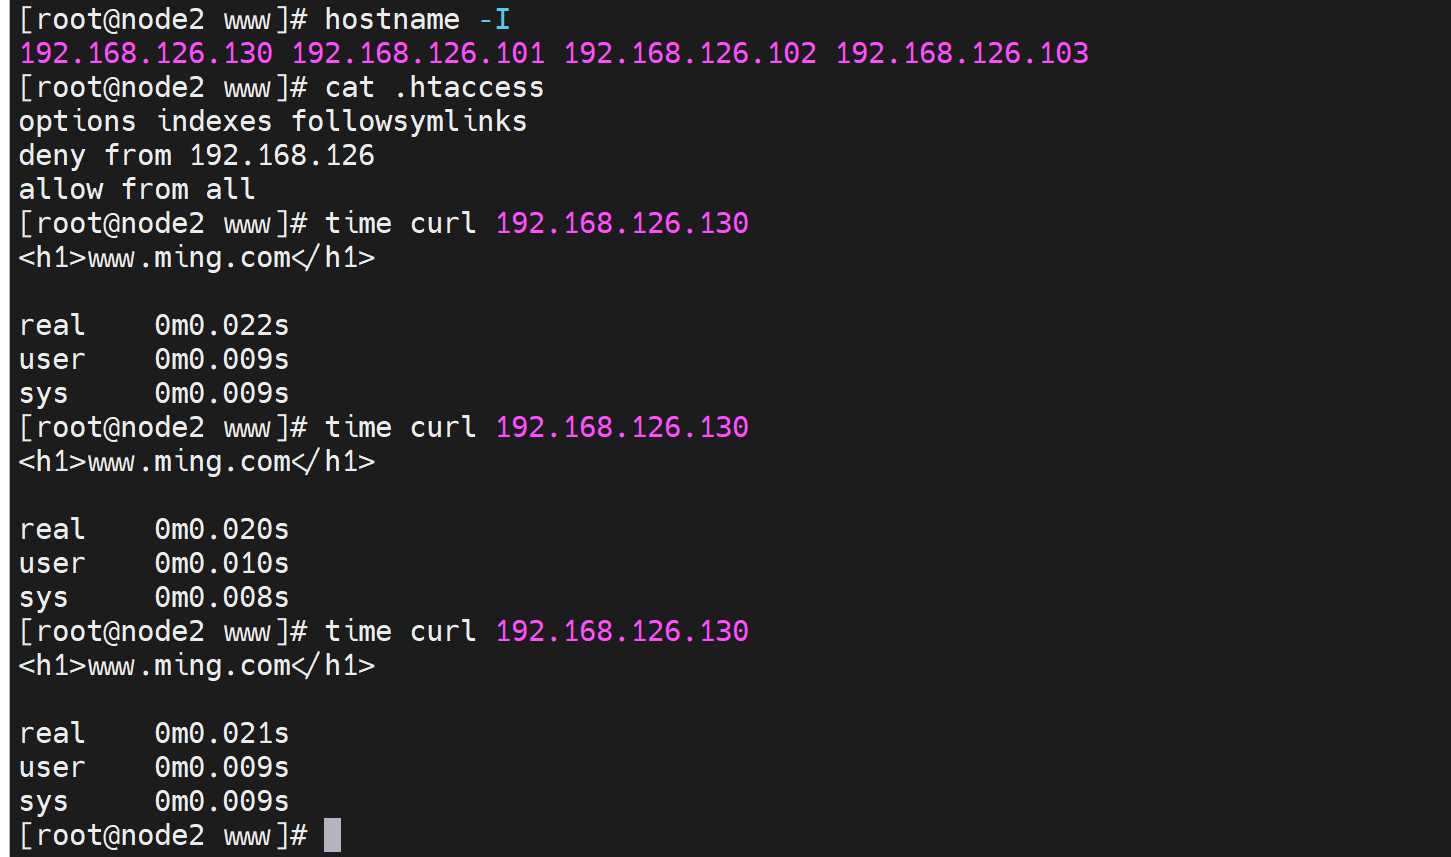 [root@node2 www]# hostname -I
192.168.126.130 192.168.126.101 192.168.126.102 192.168.126.103
[root@node2 www]# cat .htaccess
options indexes followsymlinks
deny from 192.168.126
allow from all
[root@node2 www]# time curl 192.168.126.130
<h1>www.ming.com</h1>

real    0m0.022s
user    0m0.009s
sys     0m0.009s
[root@node2 www]# time curl 192.168.126.130
<h1>www.ming.com</h1>

real    0m0.020s
user    0m0.010s
sys     0m0.008s
[root@node2 www]# time curl 192.168.126.130
<h1>www.ming.com</h1>

real    0m0.021s
user    0m0.009s
sys     0m0.009s
[root@node2 www]#